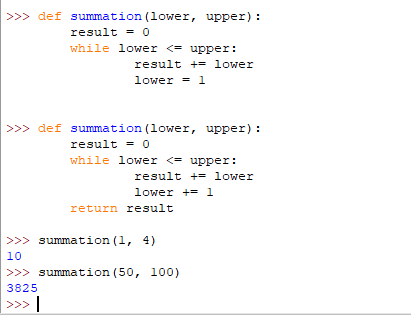 >>> def summation(lower, upper):
        result = 0
        while lower <= upper:
                result += lower
                lower = 1
>>> def summation(lower, upper):
        result = 0
        while lower <= upper:
                result += lower
                lower += 1
        return result
>>> summation(1, 4)
10
>>> summation(50, 100)
3825
>>>